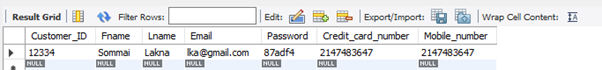 Result Grid Filter Rows: Edit: Export/Import: Wrap Cell Content: IA
Customer_ID Fname Lname Email Password Credit_card_number Mobile_number
12334 Sommai Lakna lka@gmail.com 87adf4 2147483647 2147483647
NULL NULL NULL NULL NULL NULL NULL